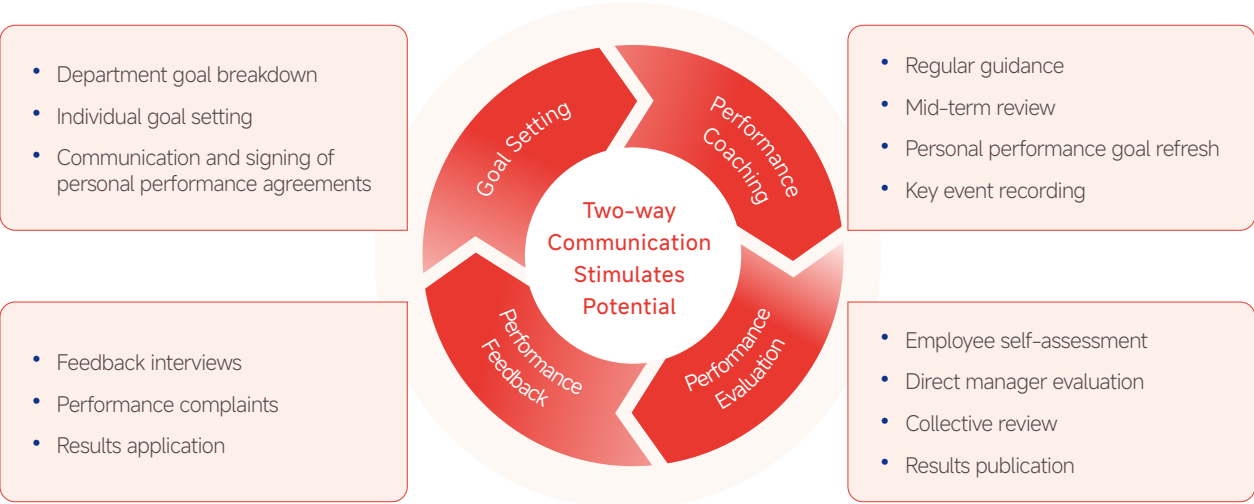 Department goal breakdown
Individual goal setting
Communication and signing of
personal performance agreements
Goal Setting
Performance
Coaching
Regular guidance
Mid-term review
Personal performance goal refresh
Key event recording
Two-way
Communication
Stimulates
Potential
Feedback interviews
Performance complaints
Results application
Performance
Feedback
Performance
Evaluation
Employee self-assessment
Direct manager evaluation
Collective review
Results publication